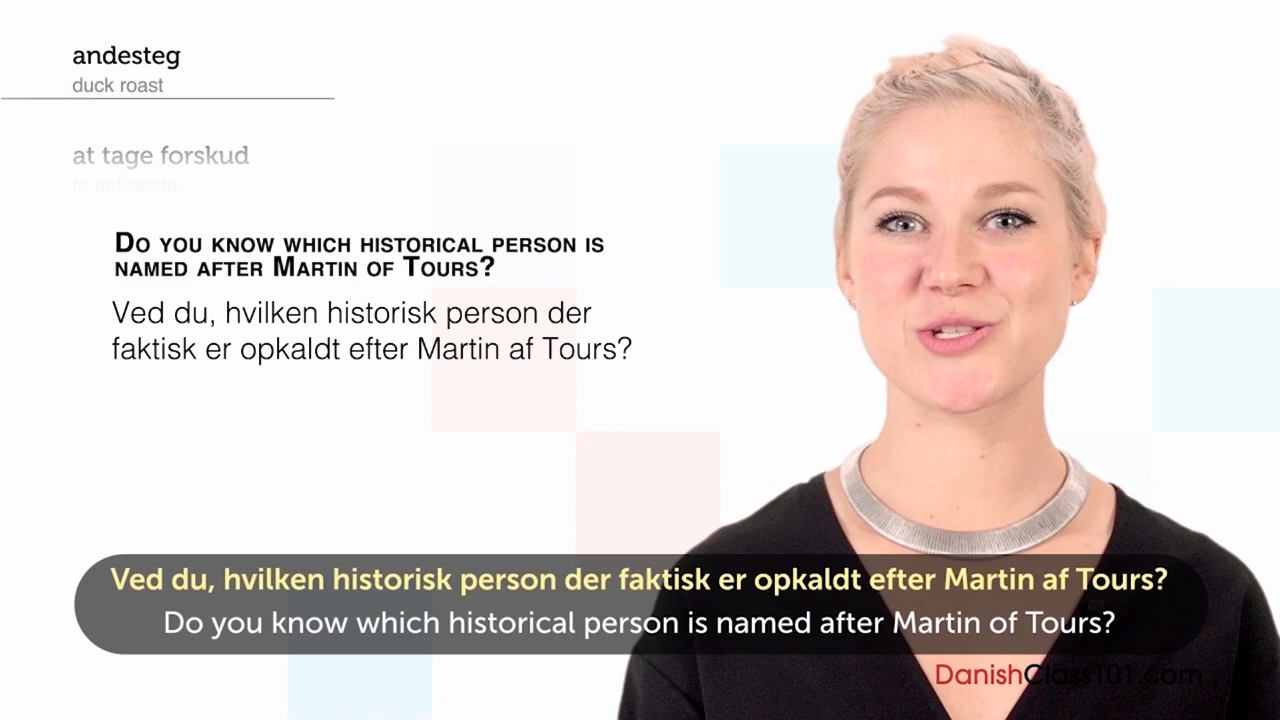 andesteg
duck roast
at tage forskud
to anticipate
Do you know which historical person is
named after Martin of Tours?
Ved du, hvilken historisk person der
faktisk er opkaldt efter Martin af Tours?
Ved du, hvilken historisk person der faktisk er opkaldt efter Martin af Tours?
Do you know which historical person is named after Martin of Tours?
DanishClass101.com